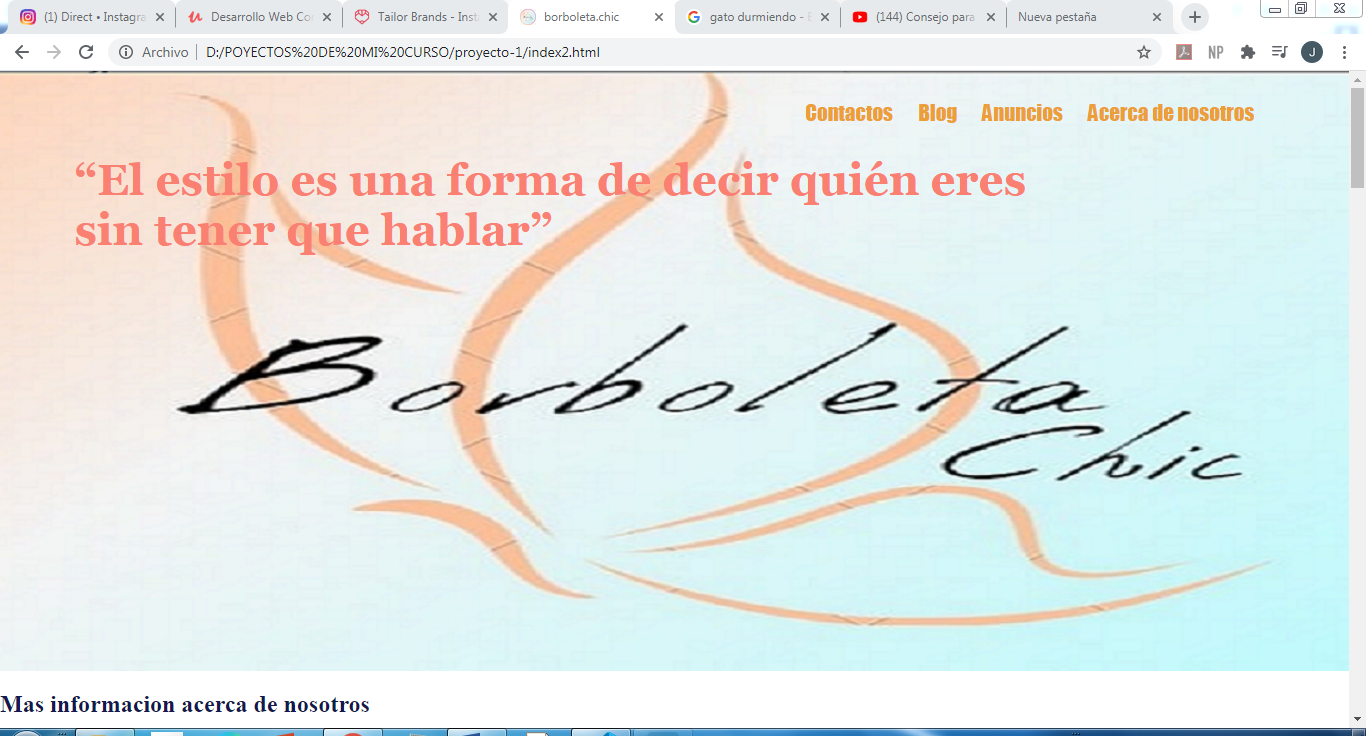 (1) Direct • Instagra
Desarrollo Web Cor
Tailor Brands - Inst
borboleta.chic
gato durmiendo - B
(144) Consejo para
Nueva pestaña
Archivo
D:/POYECTOS%20DE%20MI%20CURSO/proyecto-1/index2.html
NP
J
Contactos
Blog
Anuncios
Acerca de nosotros
“El estilo es una forma de decir quién eres
sin tener que hablar”
Borboleta
Chic
Mas informacion acerca de nosotros